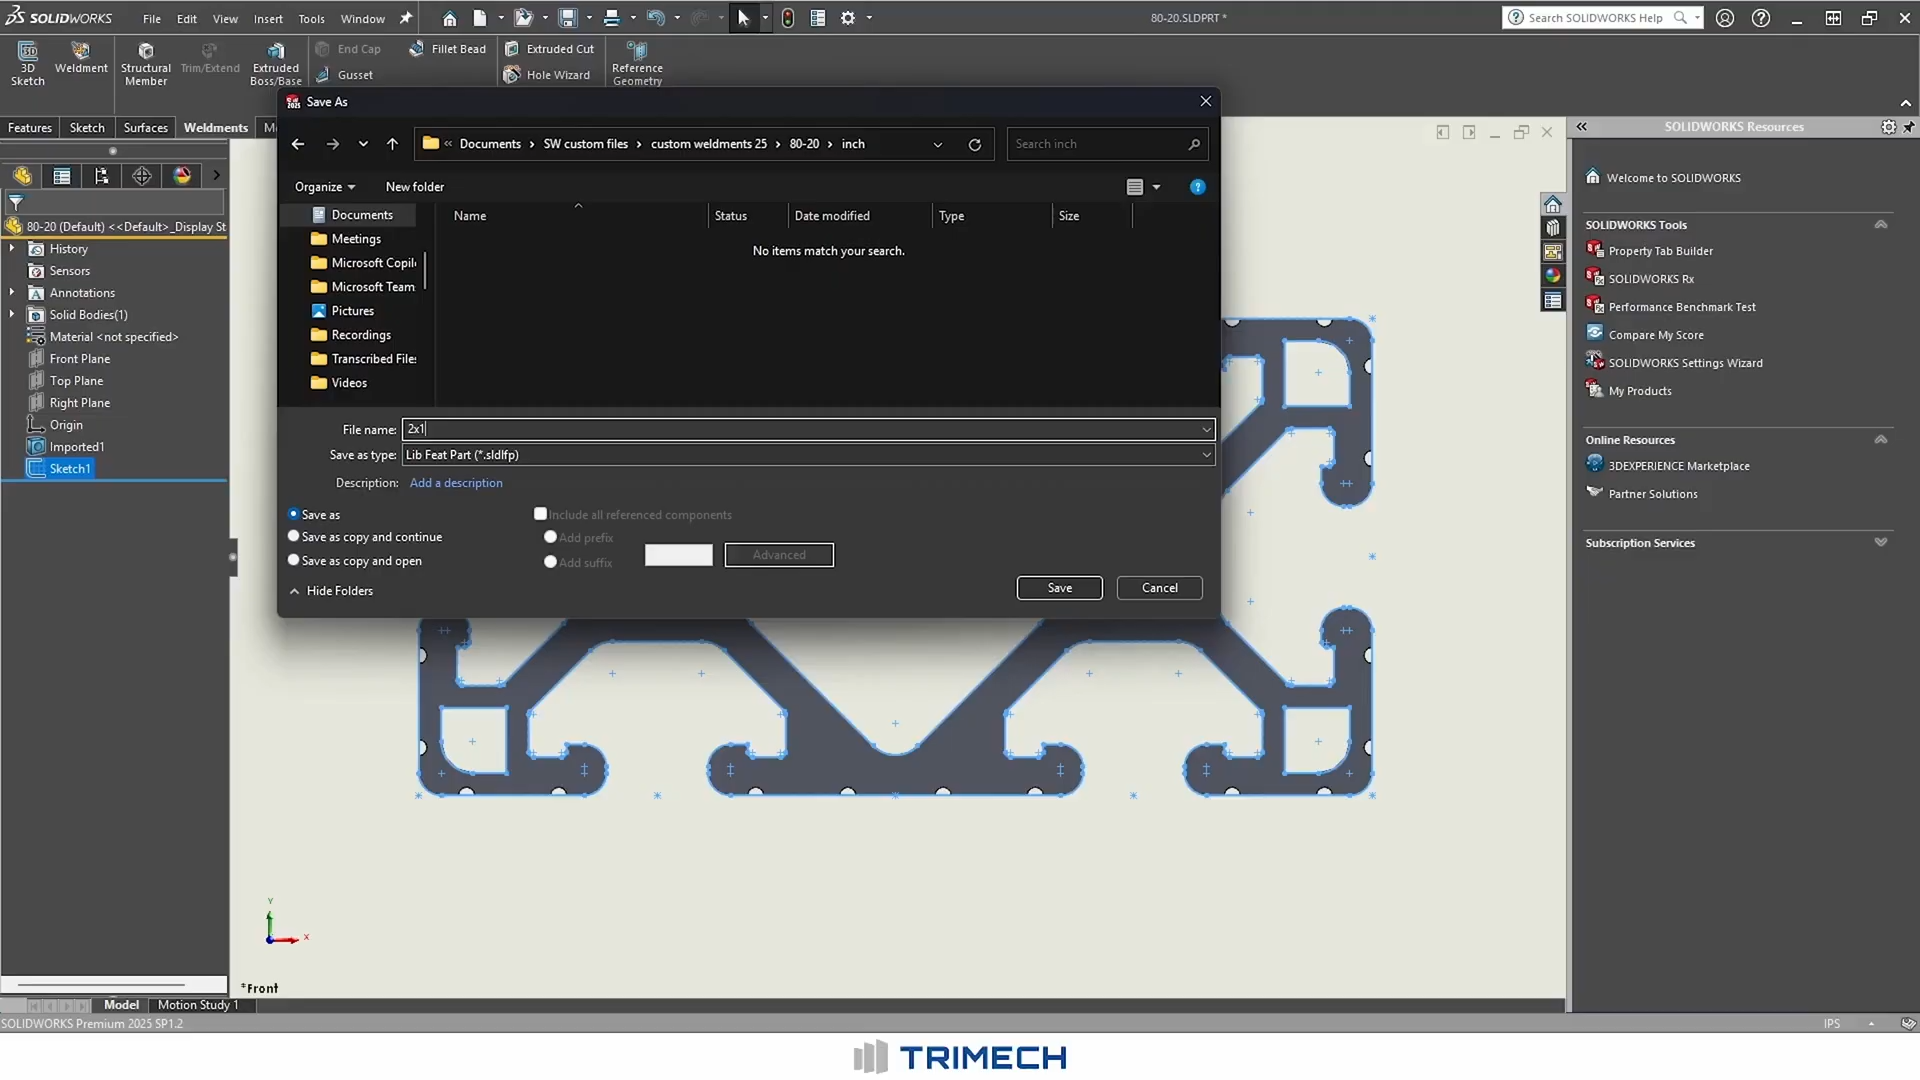 SOLIDWORKS File Edit View Insert Tools Window 80-20.SLDPRT * Search SOLIDWORKS Help
3D Sketch
Weldment
Structural Member
Trim/Extend
Extruded Boss/Base
End Cap
Gusset
Fillet Bead
Extruded Cut
Hole Wizard
Reference Geometry
Features Sketch Surfaces Weldments
80-20 (Default) <<Default>_Display St
History
Sensors
Annotations
Solid Bodies(1)
Material <not specified>
Front Plane
Top Plane
Right Plane
Origin
Imported1
Sketch1
Save As
« Documents › SW custom files › custom weldments 25 › 80-20 › inch
Search inch
Organize New folder
Documents
Meetings
Microsoft Copil
Microsoft Team
Pictures
Recordings
Transcribed File
Videos
Name Status Date modified Type Size
No items match your search.
File name: 2x1
Save as type: Lib Feat Part (*.sldlfp)
Description: Add a description
Save as
Save as copy and continue
Save as copy and open
Include all referenced components
Add prefix
Add suffix
Advanced
Hide Folders
Save Cancel
SOLIDWORKS Resources
Welcome to SOLIDWORKS
SOLIDWORKS Tools
Property Tab Builder
SOLIDWORKS Rx
Performance Benchmark Test
Compare My Score
SOLIDWORKS Settings Wizard
My Products
Online Resources
3DEXPERIENCE Marketplace
Partner Solutions
Subscription Services
Y
X
*Front
Model Motion Study 1
SOLIDWORKS Premium 2025 SP1.2 IPS
TRIMECH